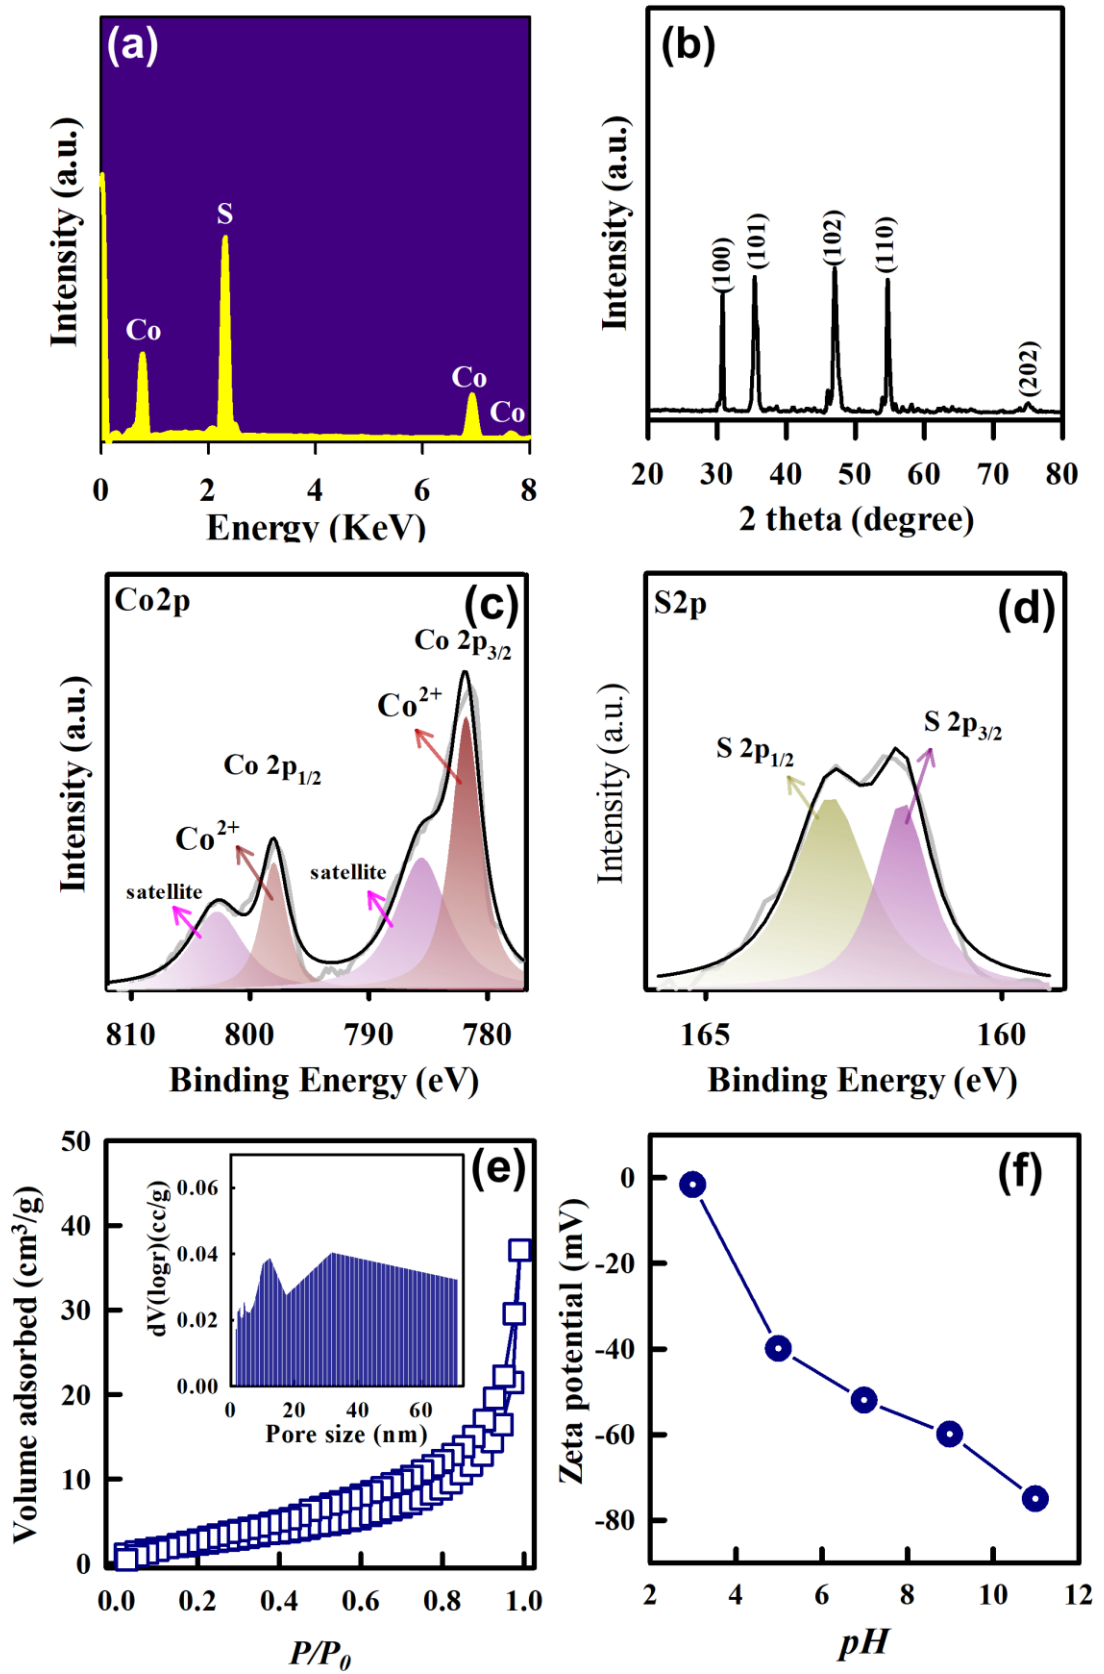 (a)
S
Co
Co
Co
Intensity (a.u.)
0 2 4 6 8
Energy (KeV)
(b)
(100)
(101)
(102)
(110)
(202)
Intensity (a.u.)
20 30 40 50 60 70 80
2 theta (degree)
Co2p
(c)
Co 2p3/2
Co2+
Co 2p1/2
Co2+
satellite
satellite
Intensity (a.u.)
810 800 790 780
Binding Energy (eV)
S2p
(d)
S 2p1/2
S 2p3/2
Intensity (a.u.)
165 160
Binding Energy (eV)
(e)
50
40
30
20
10
0
Volume adsorbed (cm3/g)
0.06
0.04
0.02
0.00
dV(logr)(cc/g)
0 20 40 60
Pore size (nm)
0.0 0.2 0.4 0.6 0.8 1.0
P/P0
(f)
0
-20
-40
-60
-80
Zeta potential (mV)
2 4 6 8 10 12
pH